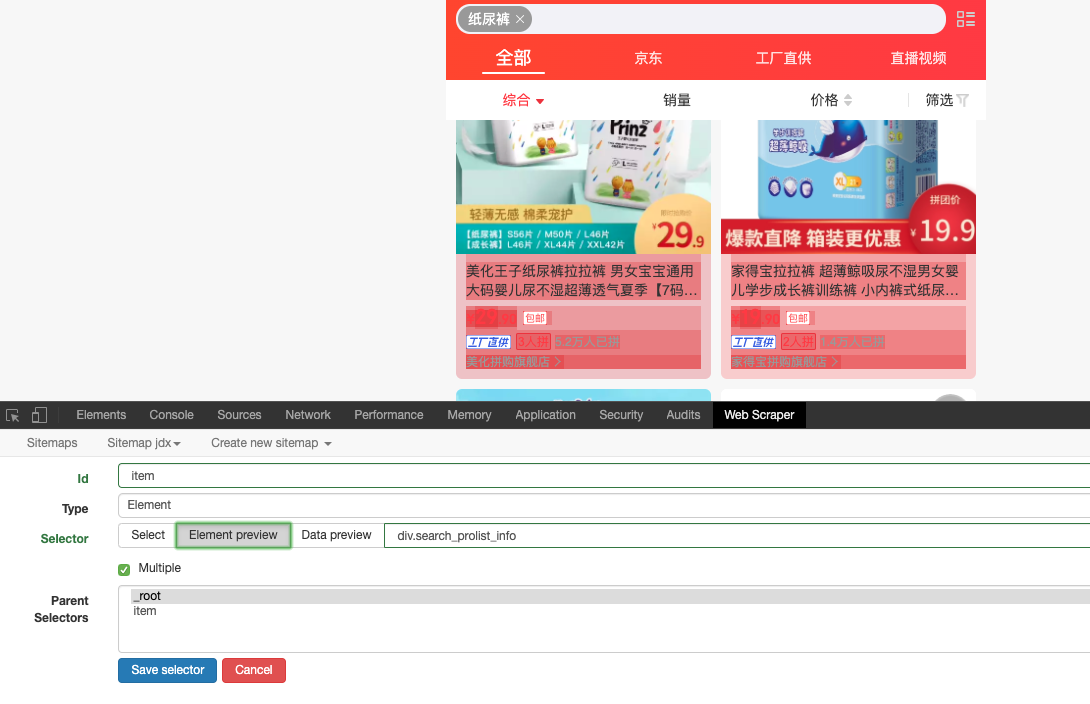 纸尿裤 ×
全部 京东 工厂直供 直播视频
综合 销量 价格 筛选
Prinz
轻薄无感 棉柔宠护
【纸尿裤】S56片 / M50片 / L46片
【成长裤】L46片 / XL44片 / XXL42片
¥29.9
超薄鲸吸
XL
拼团价
爆款直降 箱装更优惠 ¥19.9
美化王子纸尿裤拉拉裤 男女宝宝通用
大码婴儿尿不湿超薄透气夏季【7码…
包邮
工厂直供 3人拼 5.2万人已拼
美化拼购旗舰店 >
家得宝拉拉裤 超薄鲸吸尿不湿男女婴
儿学步成长裤训练裤 小内裤式纸尿…
包邮
工厂直供 2人拼 1.4万人已拼
家得宝拼购旗舰店 >
Elements Console Sources Network Performance Memory Application Security Audits Web Scraper
Sitemaps Sitemap jdx Create new sitemap
Id item
Type Element
Selector Select Element preview Data preview div.search_prolist_info
Multiple
Parent Selectors
_root
item
Save selector Cancel